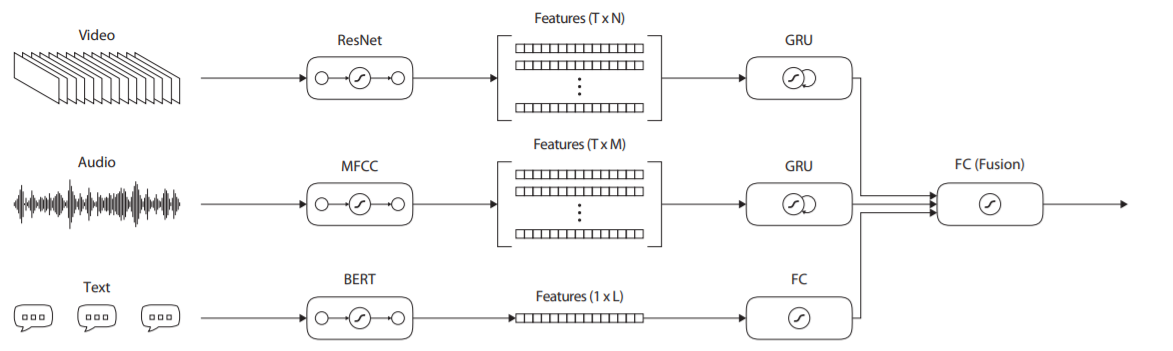 Video
ResNet
Features (T x N)
GRU
Audio
MFCC
Features (T x M)
GRU
FC (Fusion)
Text
BERT
Features (1 x L)
FC